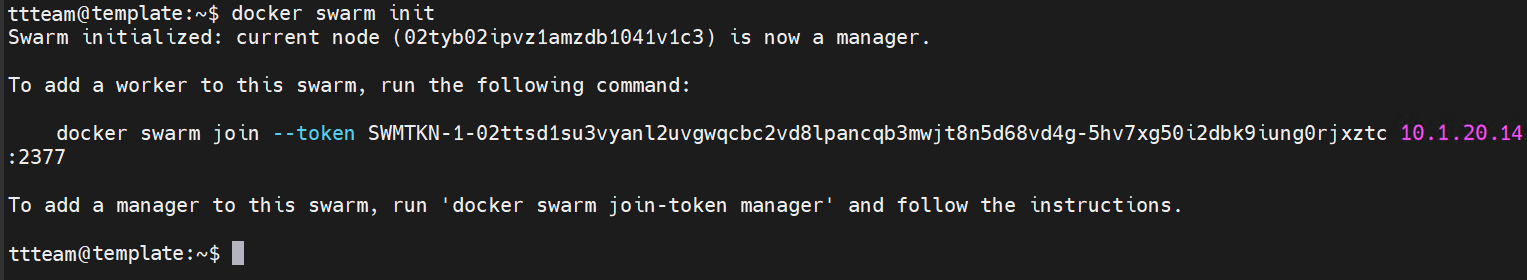 ttteam@template:~$ docker swarm init
Swarm initialized: current node (02tyb02ipvz1amzdb1041v1c3) is now a manager.
To add a worker to this swarm, run the following command:
docker swarm join --token SWMTKN-1-02ttsd1su3vyanl2uvgwqcbc2vd8lpancqb3mwjt8n5d68vd4g-5hv7xg50i2dbk9iung0rjxztc 10.1.20.14
:2377
To add a manager to this swarm, run 'docker swarm join-token manager' and follow the instructions.
ttteam@template:~$